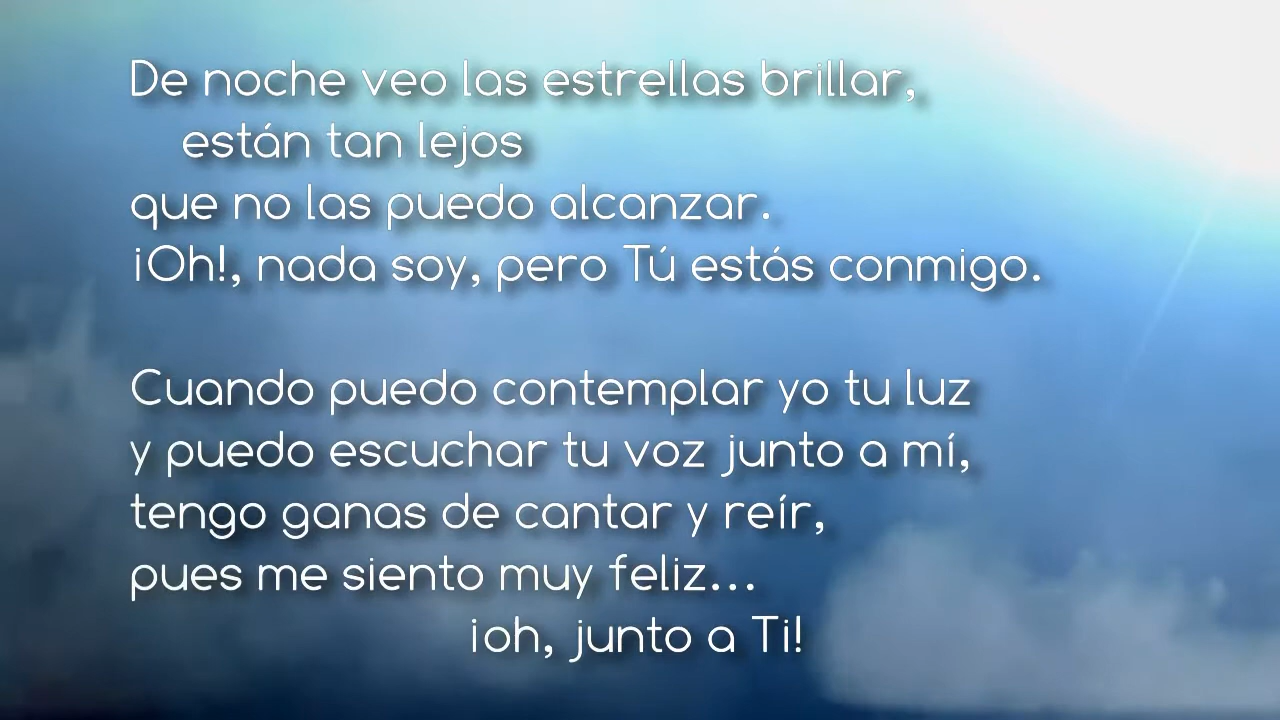 De noche veo las estrellas brillar,
están tan lejos
que no las puedo alcanzar.
¡Oh!, nada soy, pero Tú estás conmigo.
Cuando puedo contemplar yo tu luz
y puedo escuchar tu voz junto a mí,
tengo ganas de cantar y reír,
pues me siento muy feliz...
¡oh, junto a Ti!